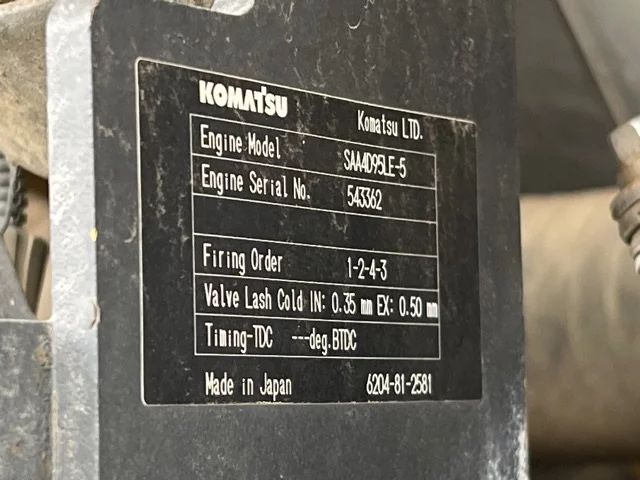 KOMATSU
Komatsu LTD.
Engine Model SAA4D95LE-5
Engine Serial No. 543362
Firing Order 1-2-4-3
Valve Lash Cold IN: 0.35 mm EX: 0.50 mm
Timing-TDC ---deg.BTDC
Made in Japan 6204-81-2581